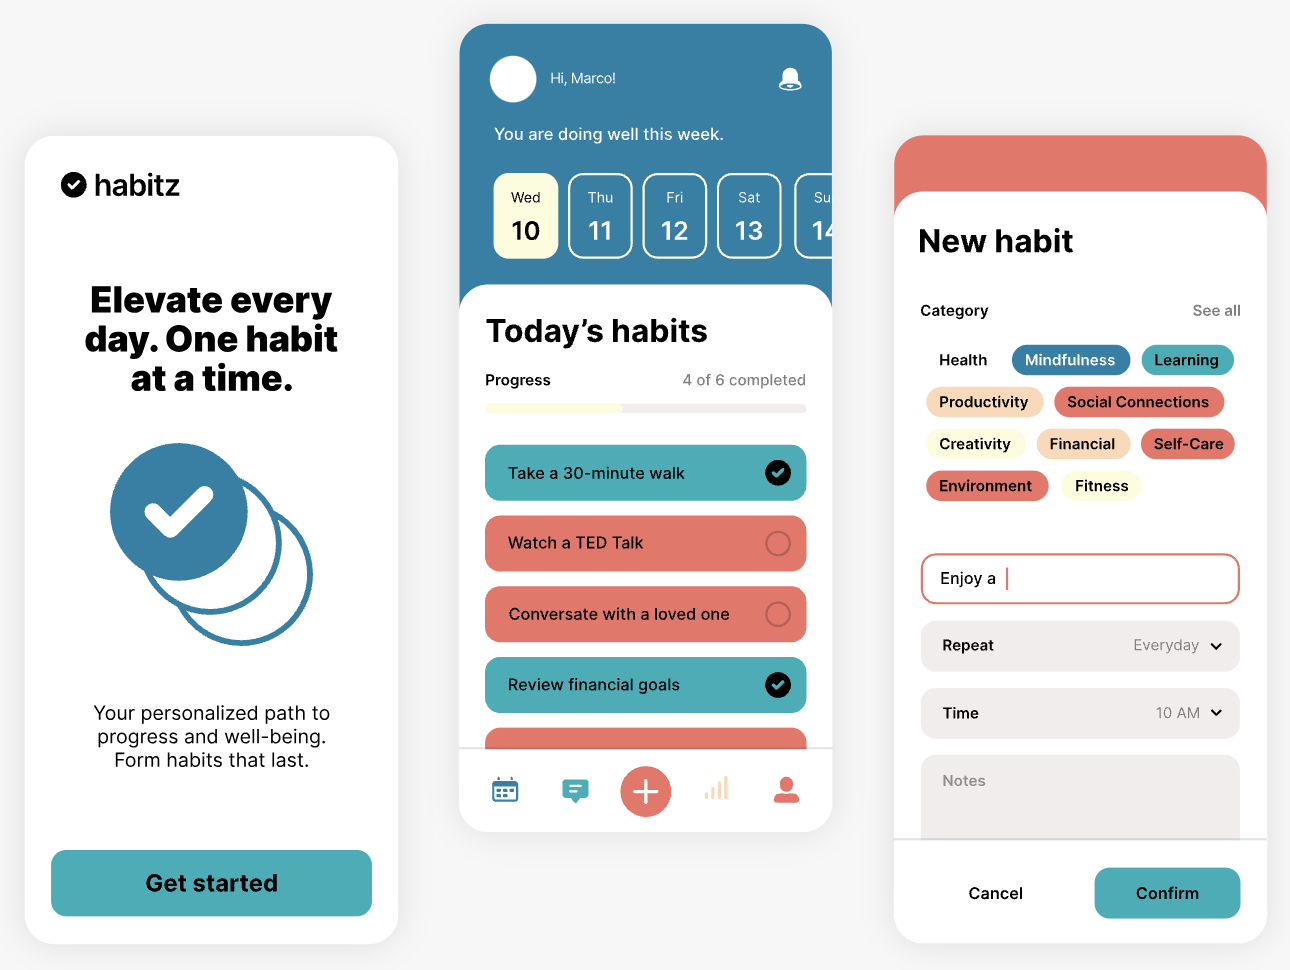 habitz
Elevate every
day. One habit
at a time.
Your personalized path to
progress and well-being.
Form habits that last.
Get started
Hi, Marco!
You are doing well this week.
Wed Thu Fri Sat Su
10 11 12 13 14
Today’s habits
Progress 4 of 6 completed
Take a 30-minute walk
Watch a TED Talk
Conversate with a loved one
Review financial goals
New habit
Category See all
Health Mindfulness Learning
Productivity Social Connections
Creativity Financial Self-Care
Environment Fitness
Enjoy a
Repeat Everyday
Time 10 AM
Notes
Cancel Confirm